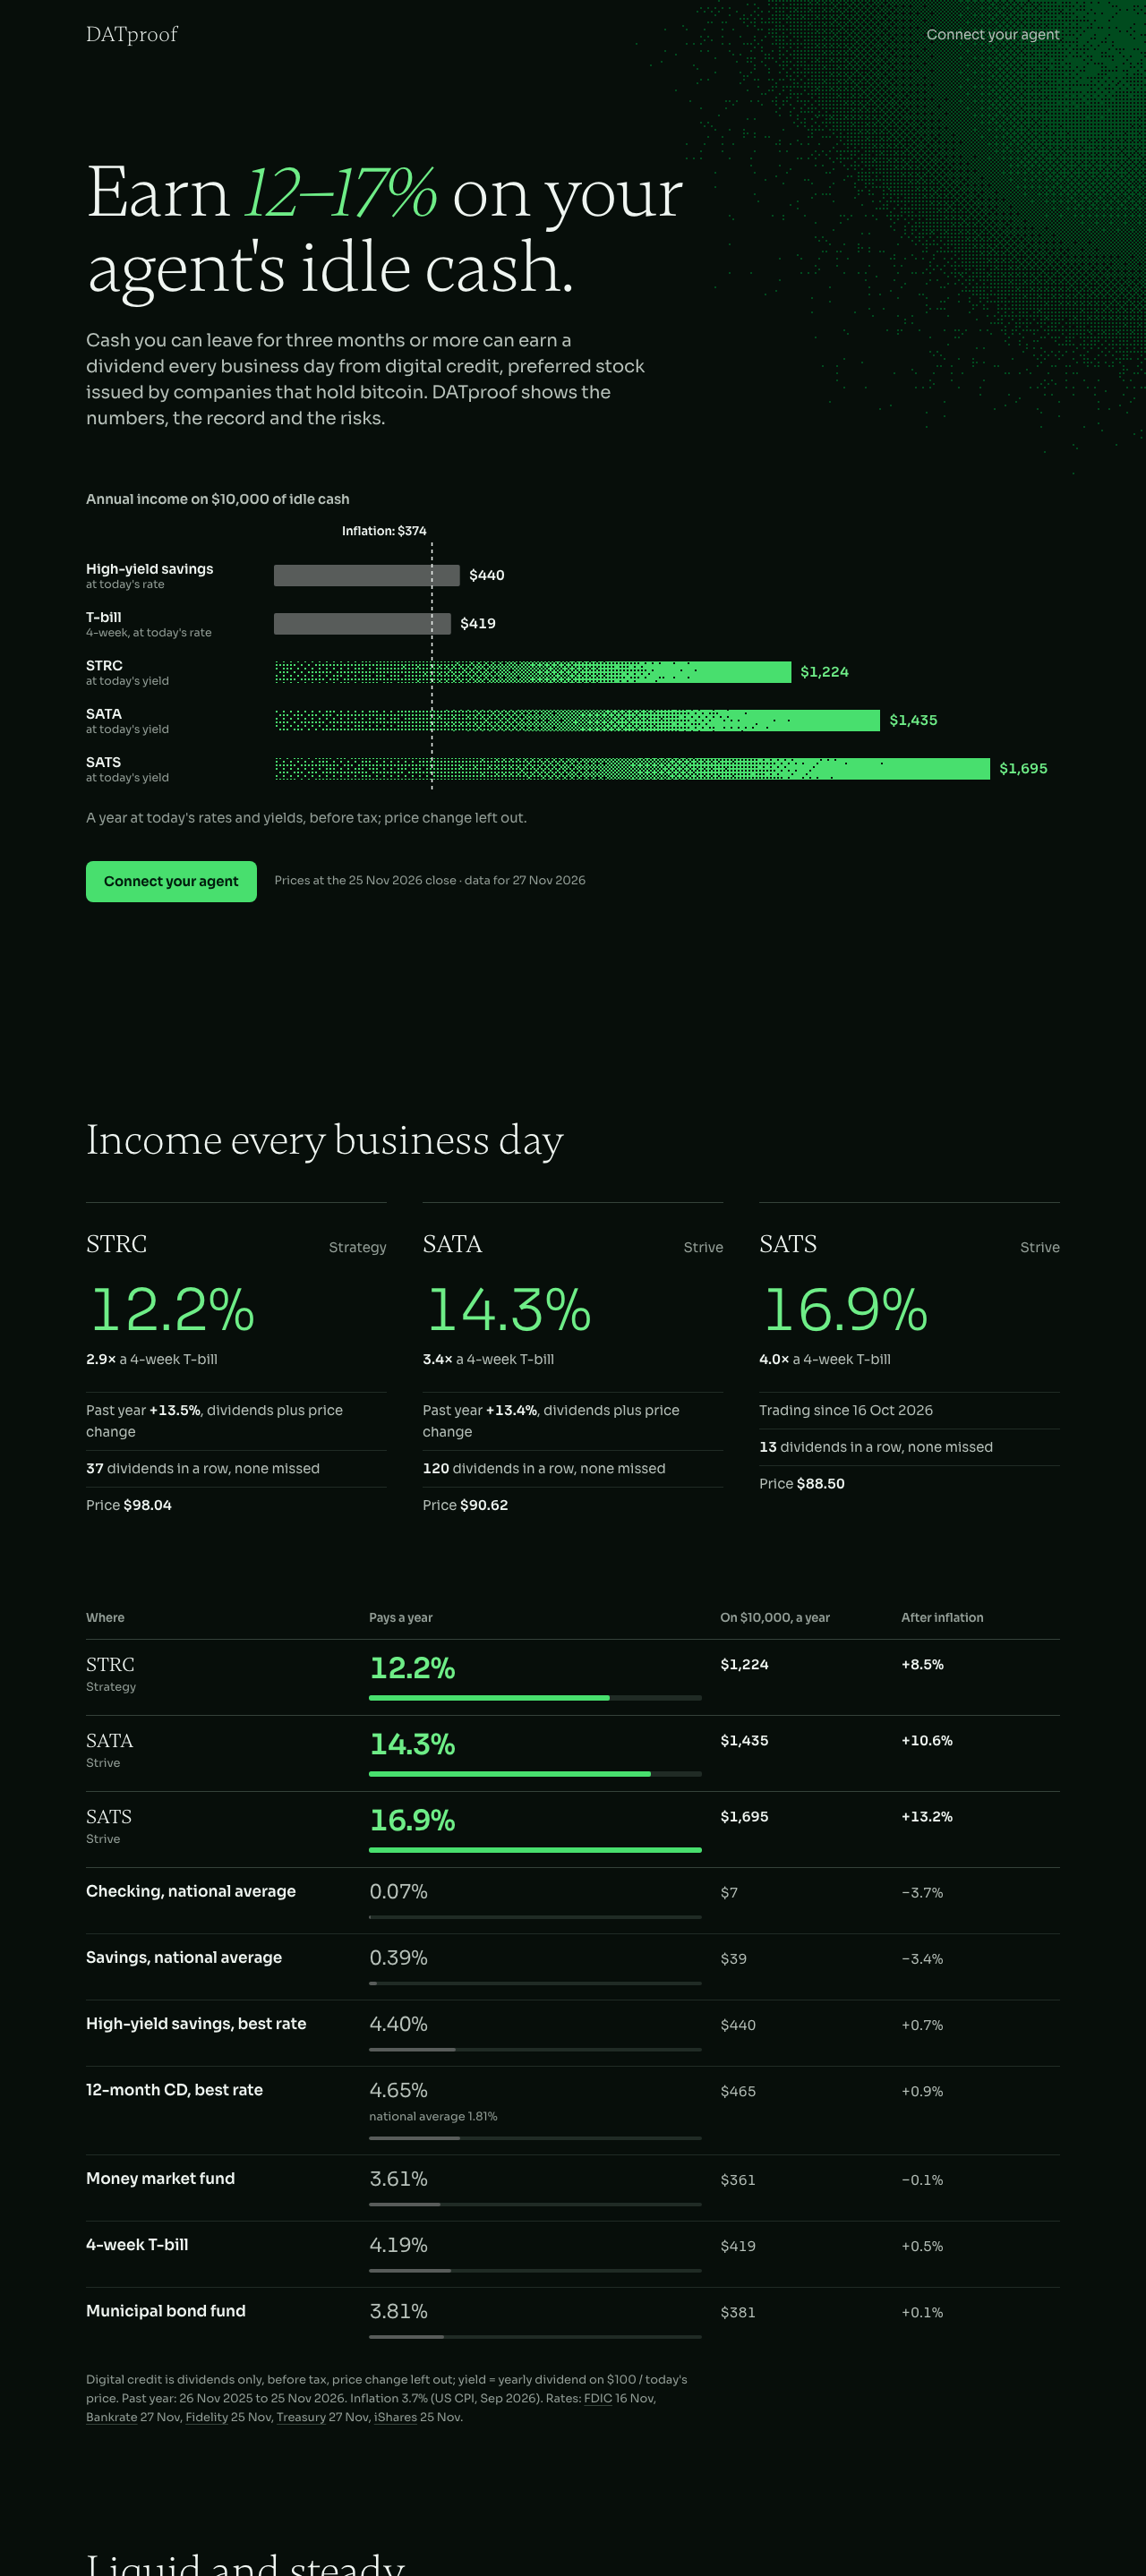 DATproof
Connect your agent
Earn 12–17% on your
agent's idle cash.
Cash you can leave for three months or more can earn a
dividend every business day from digital credit, preferred stock
issued by companies that hold bitcoin. DATproof shows the
numbers, the record and the risks.
Annual income on $10,000 of idle cash
Inflation: $374
High-yield savings
at today's rate
$440
T-bill
4-week, at today's rate
$419
STRC
at today's yield
$1,224
SATA
at today's yield
$1,435
SATS
at today's yield
$1,695
A year at today's rates and yields, before tax; price change left out.
Connect your agent
Prices at the 25 Nov 2026 close · data for 27 Nov 2026
Income every business day
STRC
Strategy
12.2%
2.9× a 4-week T-bill
Past year +13.5%, dividends plus price
change
37 dividends in a row, none missed
Price $98.04
SATA
Strive
14.3%
3.4× a 4-week T-bill
Past year +13.4%, dividends plus price
change
120 dividends in a row, none missed
Price $90.62
SATS
Strive
16.9%
4.0× a 4-week T-bill
Trading since 16 Oct 2026
13 dividends in a row, none missed
Price $88.50
Where
Pays a year
On $10,000, a year
After inflation
STRC
Strategy
12.2%
$1,224
+8.5%
SATA
Strive
14.3%
$1,435
+10.6%
SATS
Strive
16.9%
$1,695
+13.2%
Checking, national average
0.07%
$7
−3.7%
Savings, national average
0.39%
$39
−3.4%
High-yield savings, best rate
4.40%
$440
+0.7%
12-month CD, best rate
4.65%
national average 1.81%
$465
+0.9%
Money market fund
3.61%
$361
−0.1%
4-week T-bill
4.19%
$419
+0.5%
Municipal bond fund
3.81%
$381
+0.1%
Digital credit is dividends only, before tax, price change left out; yield = yearly dividend on $100 / today's
price. Past year: 26 Nov 2025 to 25 Nov 2026. Inflation 3.7% (US CPI, Sep 2026). Rates: FDIC 16 Nov,
Bankrate 27 Nov, Fidelity 25 Nov, Treasury 27 Nov, iShares 25 Nov.
Liquid and steady